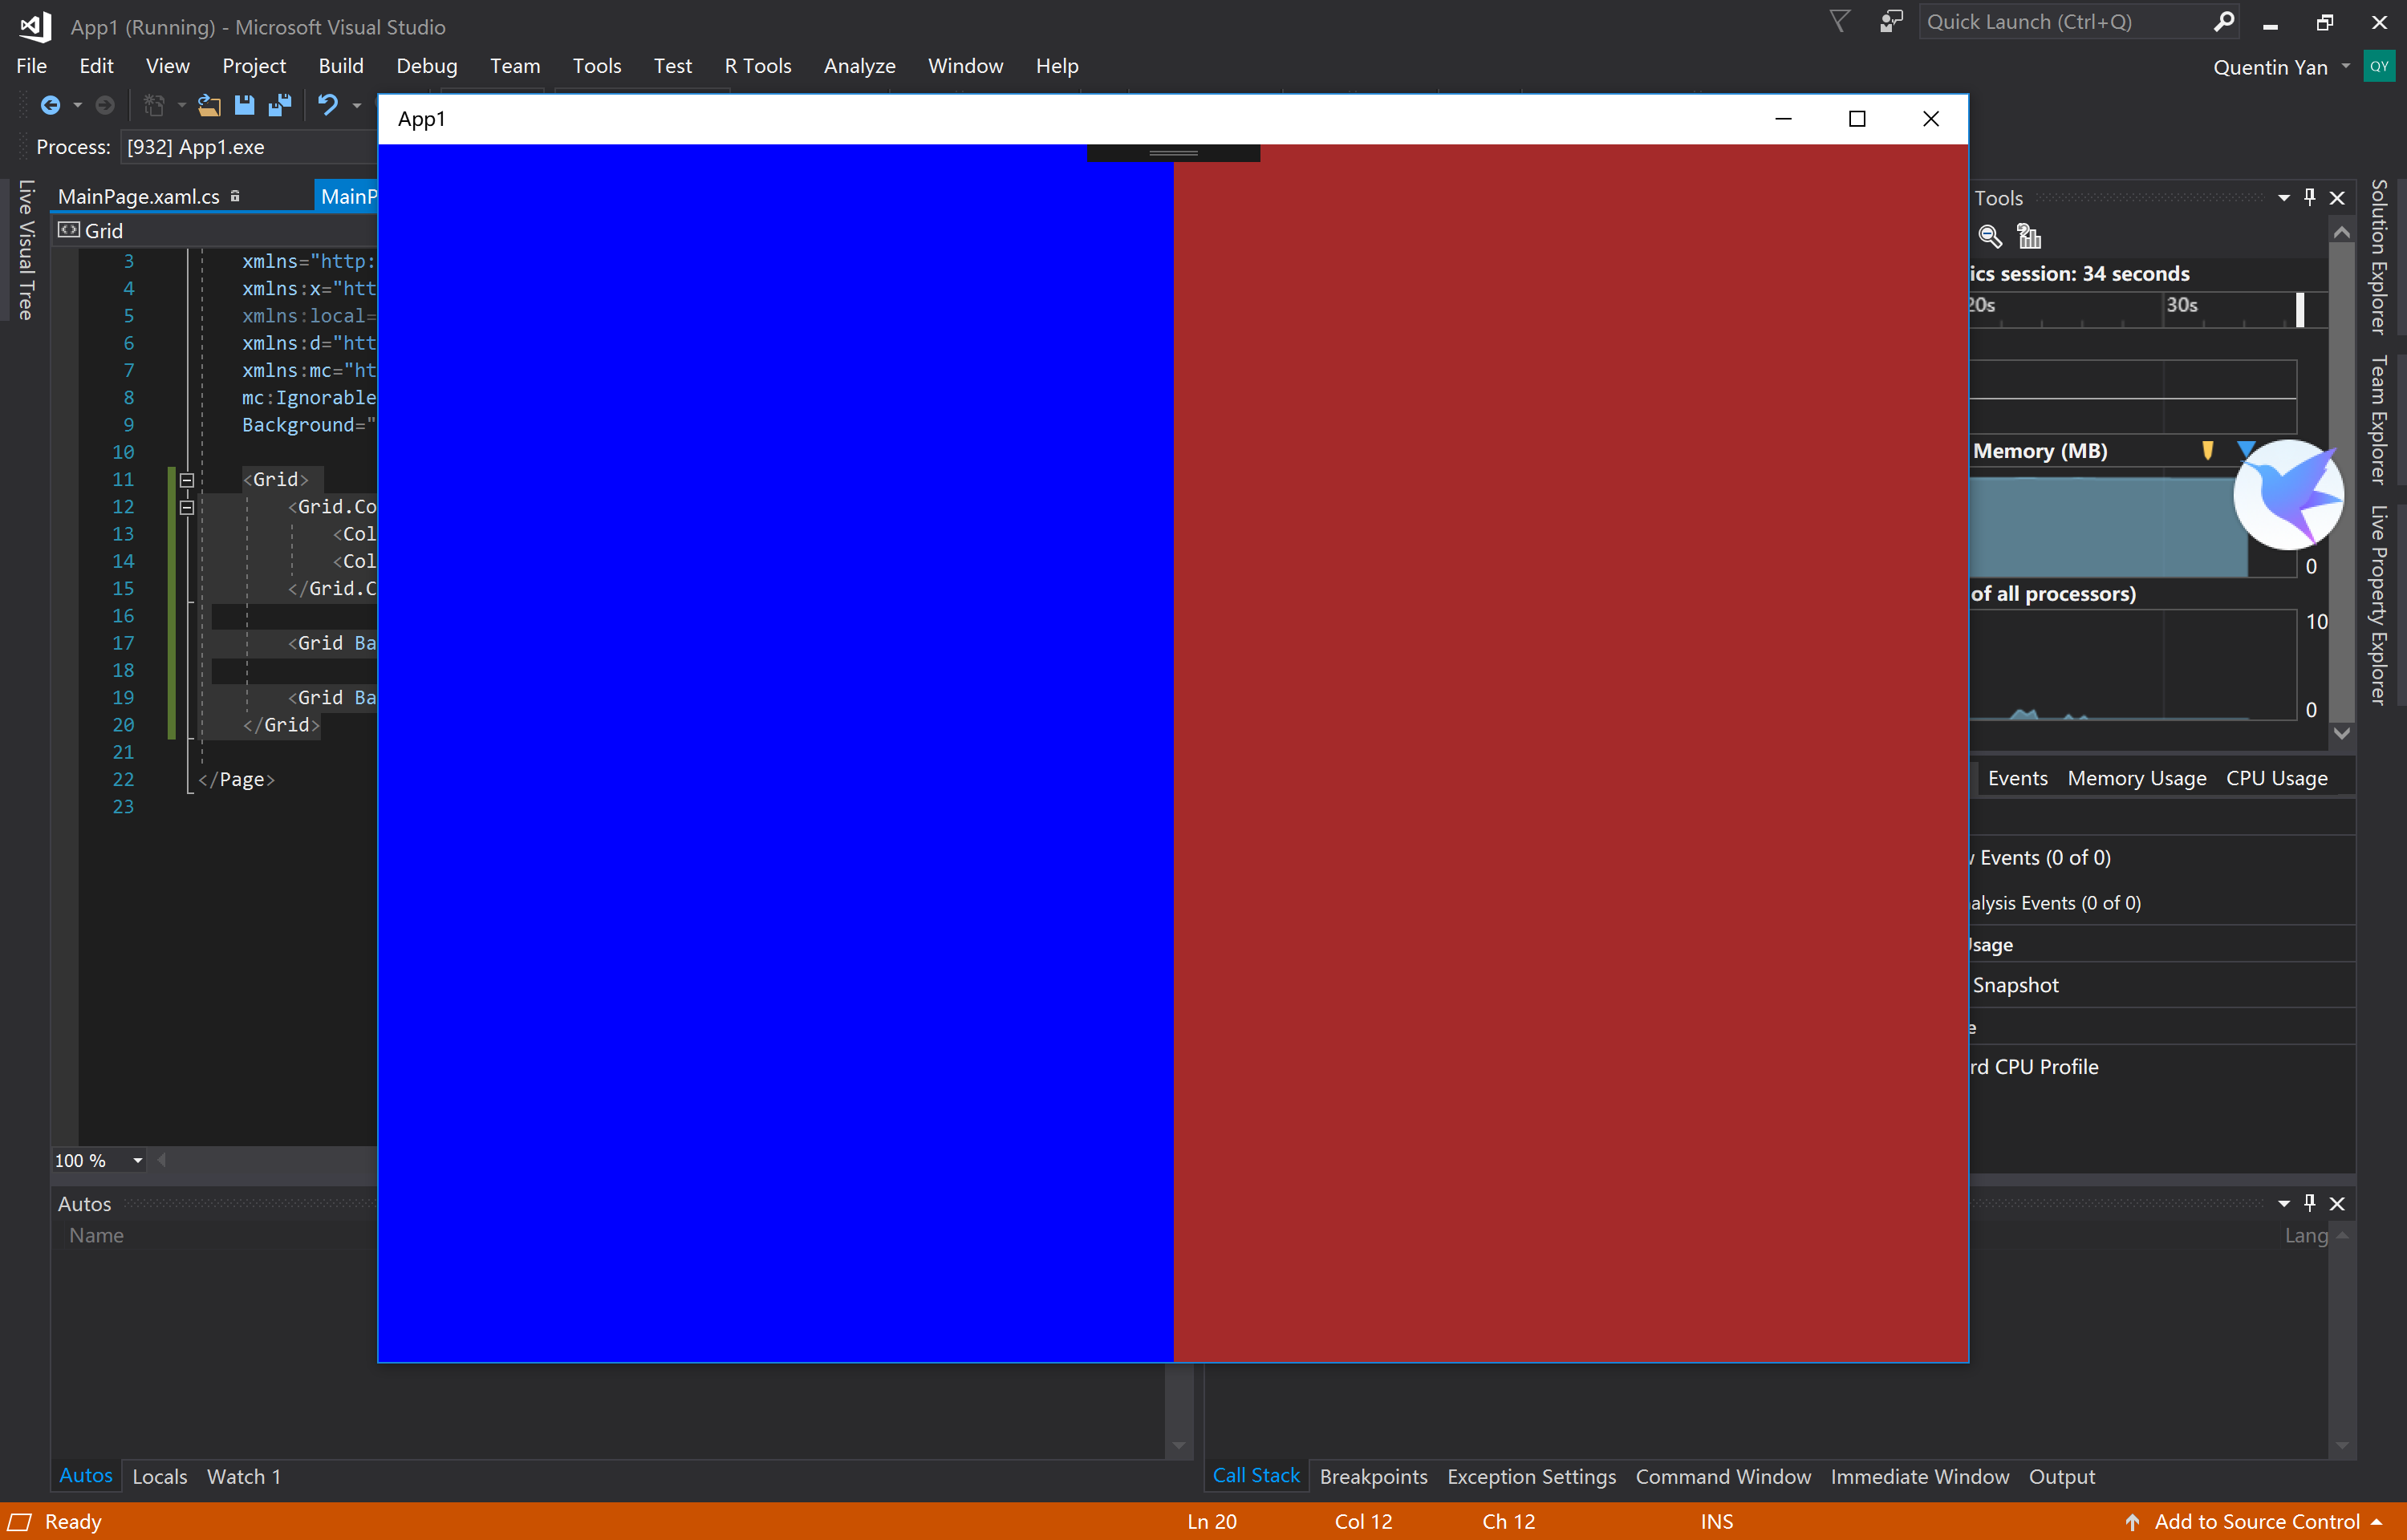 App1 (Running) - Microsoft Visual Studio
Quick Launch (Ctrl+Q)
File Edit View Project Build Debug Team Tools Test R Tools Analyze Window Help
Quentin Yan
QY
Process: [932] App1.exe
App1
Live Visual Tree
MainPage.xaml.cs
MainP
Grid
3 xmlns="http:
4 xmlns:x="htt
5 xmlns:local=
6 xmlns:d="htt
7 xmlns:mc="ht
8 mc:Ignorable
9 Background="
10
11 <Grid>
12 <Grid.Co
13 <Col
14 <Col
15 </Grid.C
16
17 <Grid Ba
18
19 <Grid Ba
20 </Grid>
21
22 </Page>
23
100 %
Tools
ics session: 34 seconds
20s 30s
Memory (MB)
0
of all processors)
10
0
Events Memory Usage CPU Usage
Events (0 of 0)
alysis Events (0 of 0)
Usage
Snapshot
e
rd CPU Profile
Solution Explorer
Team Explorer
Live Property Explorer
Autos
Name
Lang
Autos Locals Watch 1
Call Stack Breakpoints Exception Settings Command Window Immediate Window Output
Ready
Ln 20 Col 12 Ch 12 INS
Add to Source Control